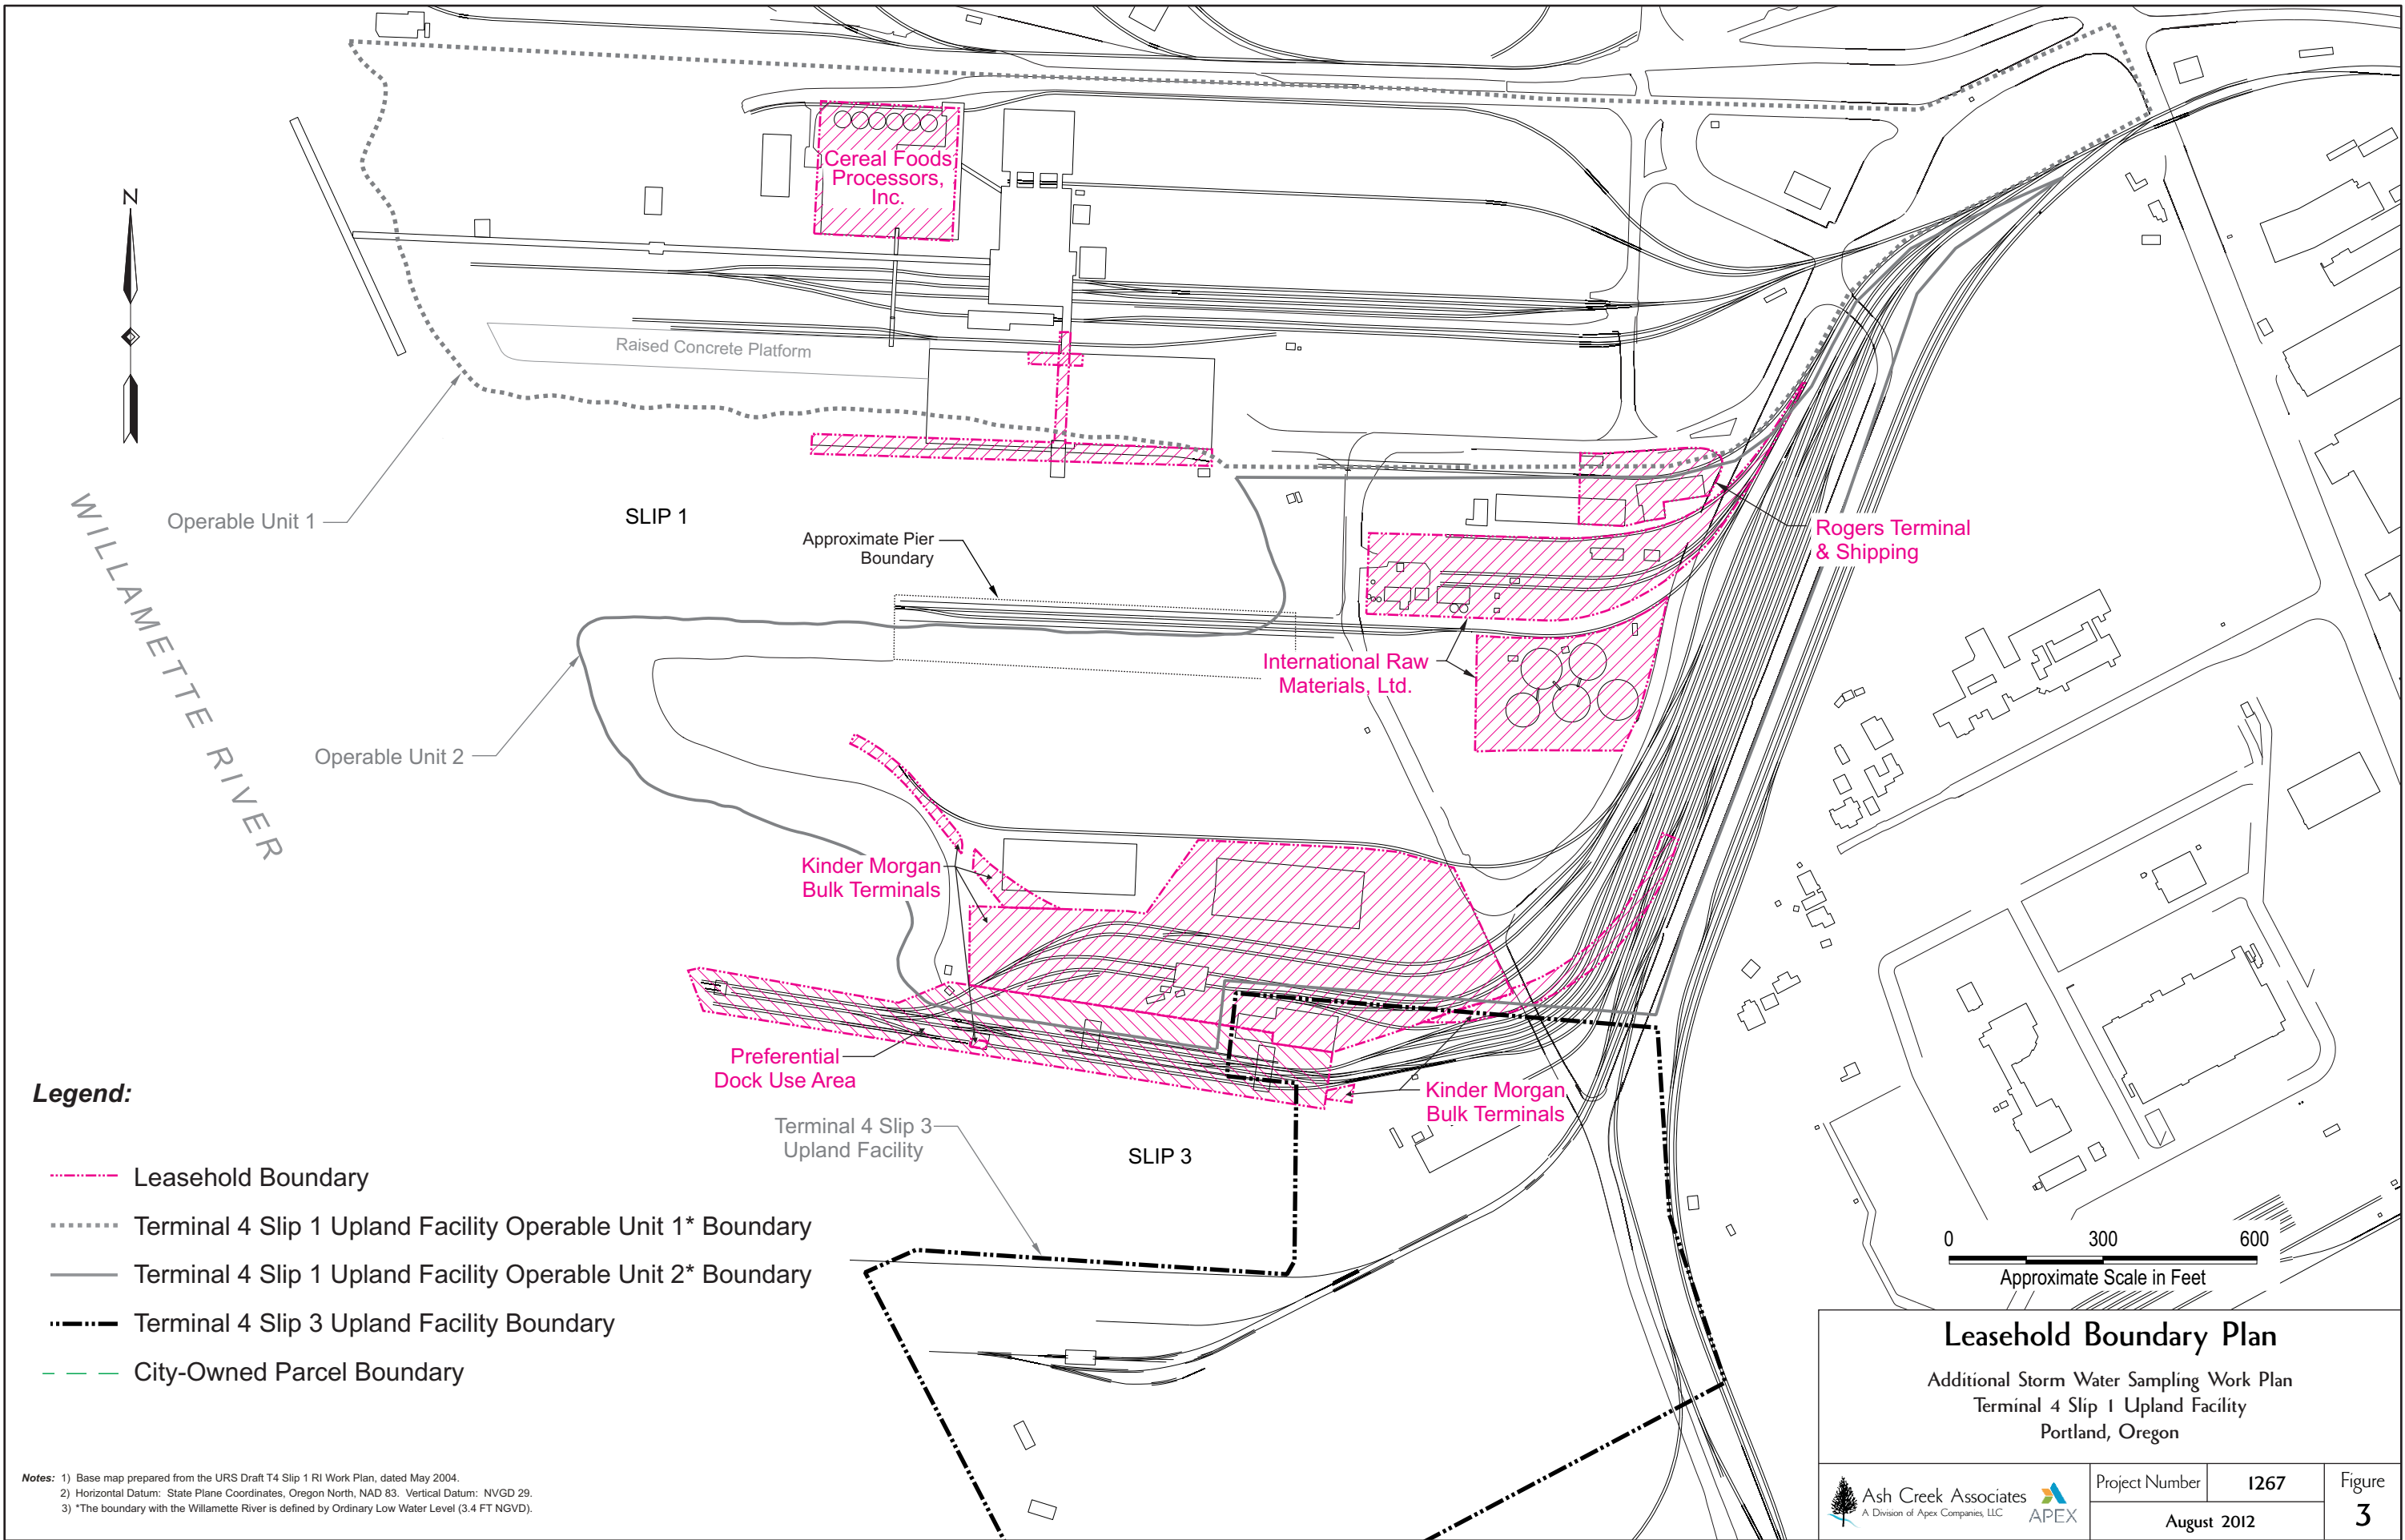 Cereal Foods
Processors,
Inc.
N
Raised Concrete Platform
Operable Unit 1
SLIP 1
Approximate Pier
Boundary
Rogers Terminal
& Shipping
WILLAMETTE RIVER
International Raw
Materials, Ltd.
Operable Unit 2
Kinder Morgan
Bulk Terminals
Preferential
Dock Use Area
Kinder Morgan
Bulk Terminals
Terminal 4 Slip 3
Upland Facility
SLIP 3
Legend:
Leasehold Boundary
Terminal 4 Slip 1 Upland Facility Operable Unit 1* Boundary
Terminal 4 Slip 1 Upland Facility Operable Unit 2* Boundary
Terminal 4 Slip 3 Upland Facility Boundary
City-Owned Parcel Boundary
0 300 600
Approximate Scale in Feet
Notes: 1) Base map prepared from the URS Draft T4 Slip 1 RI Work Plan, dated May 2004.
2) Horizontal Datum: State Plane Coordinates, Oregon North, NAD 83. Vertical Datum: NVGD 29.
3) *The boundary with the Willamette River is defined by Ordinary Low Water Level (3.4 FT NGVD).
Leasehold Boundary Plan
Additional Storm Water Sampling Work Plan
Terminal 4 Slip 1 Upland Facility
Portland, Oregon
Ash Creek Associates
A Division of Apex Companies, LLC
APEX
Project Number 1267
August 2012
Figure
3